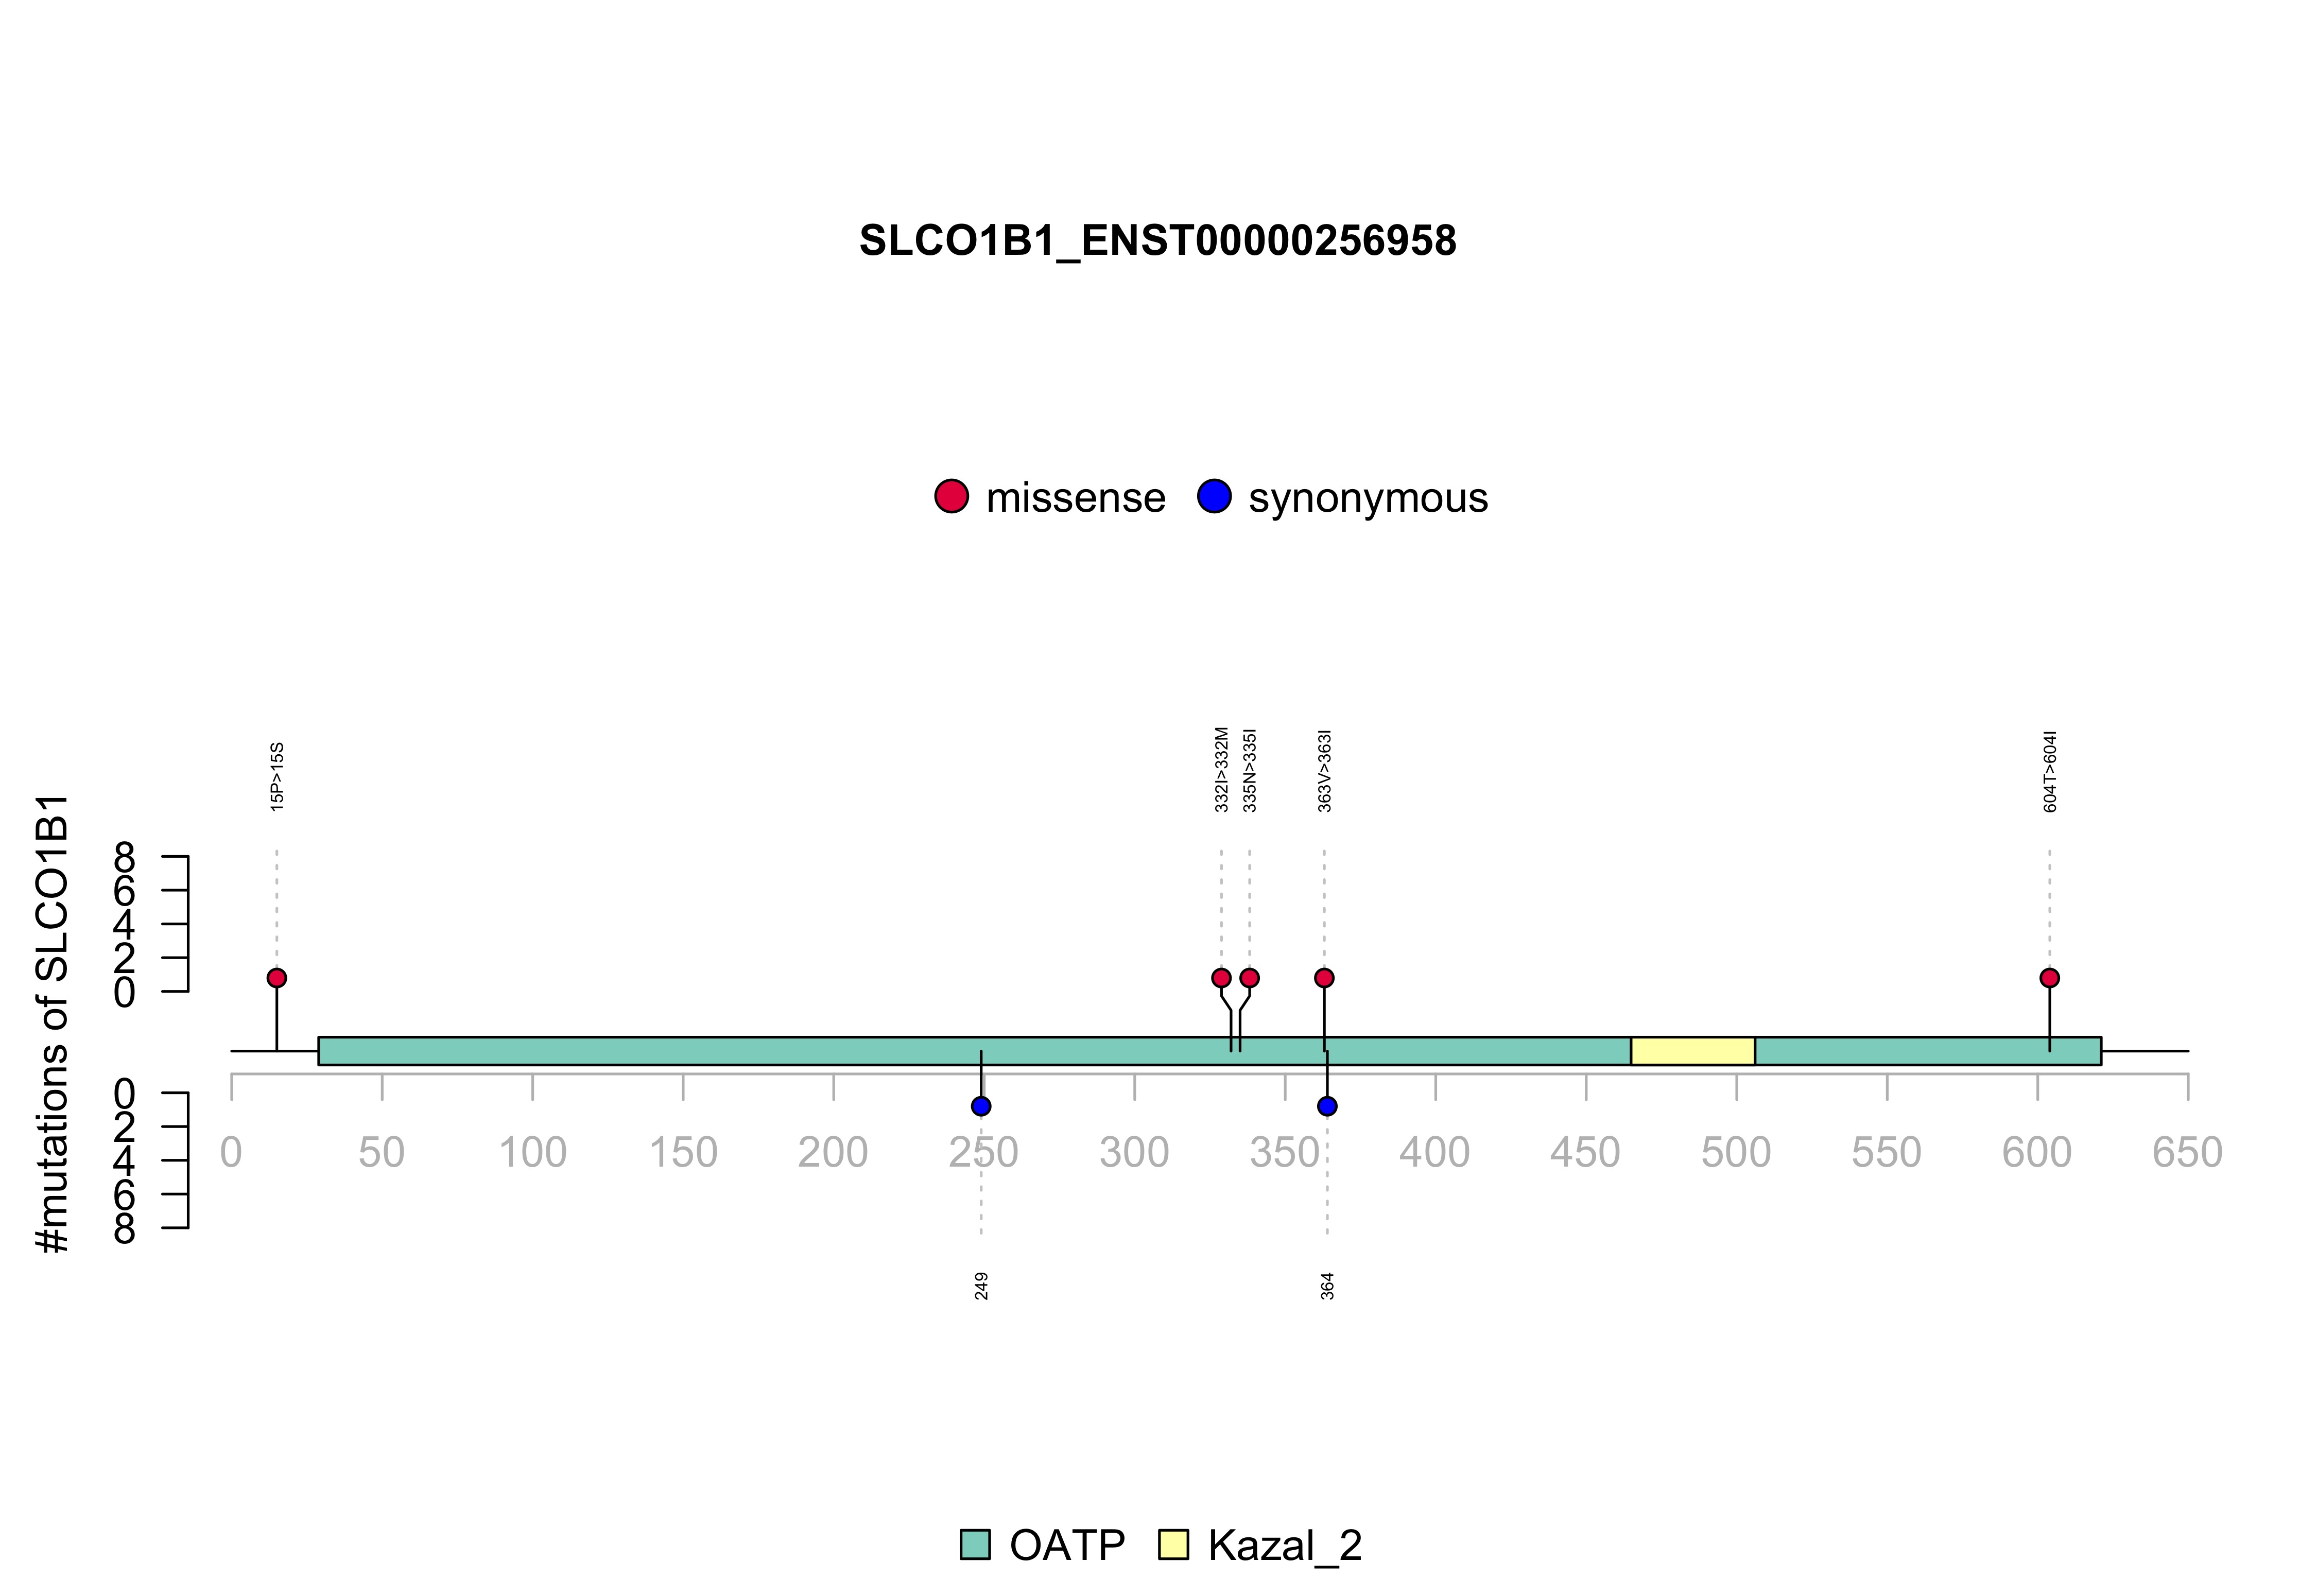 SLCO1B1_ENST00000256958
missense synonymous
15P>15S
332I>332M
335N>335I
363V>363I
604T>604I
#mutations of SLCO1B1
8
6
4
2
0
0
2
4
6
8
0 50 100 150 200 250 300 350 400 450 500 550 600 650
249
364
OATP Kazal_2